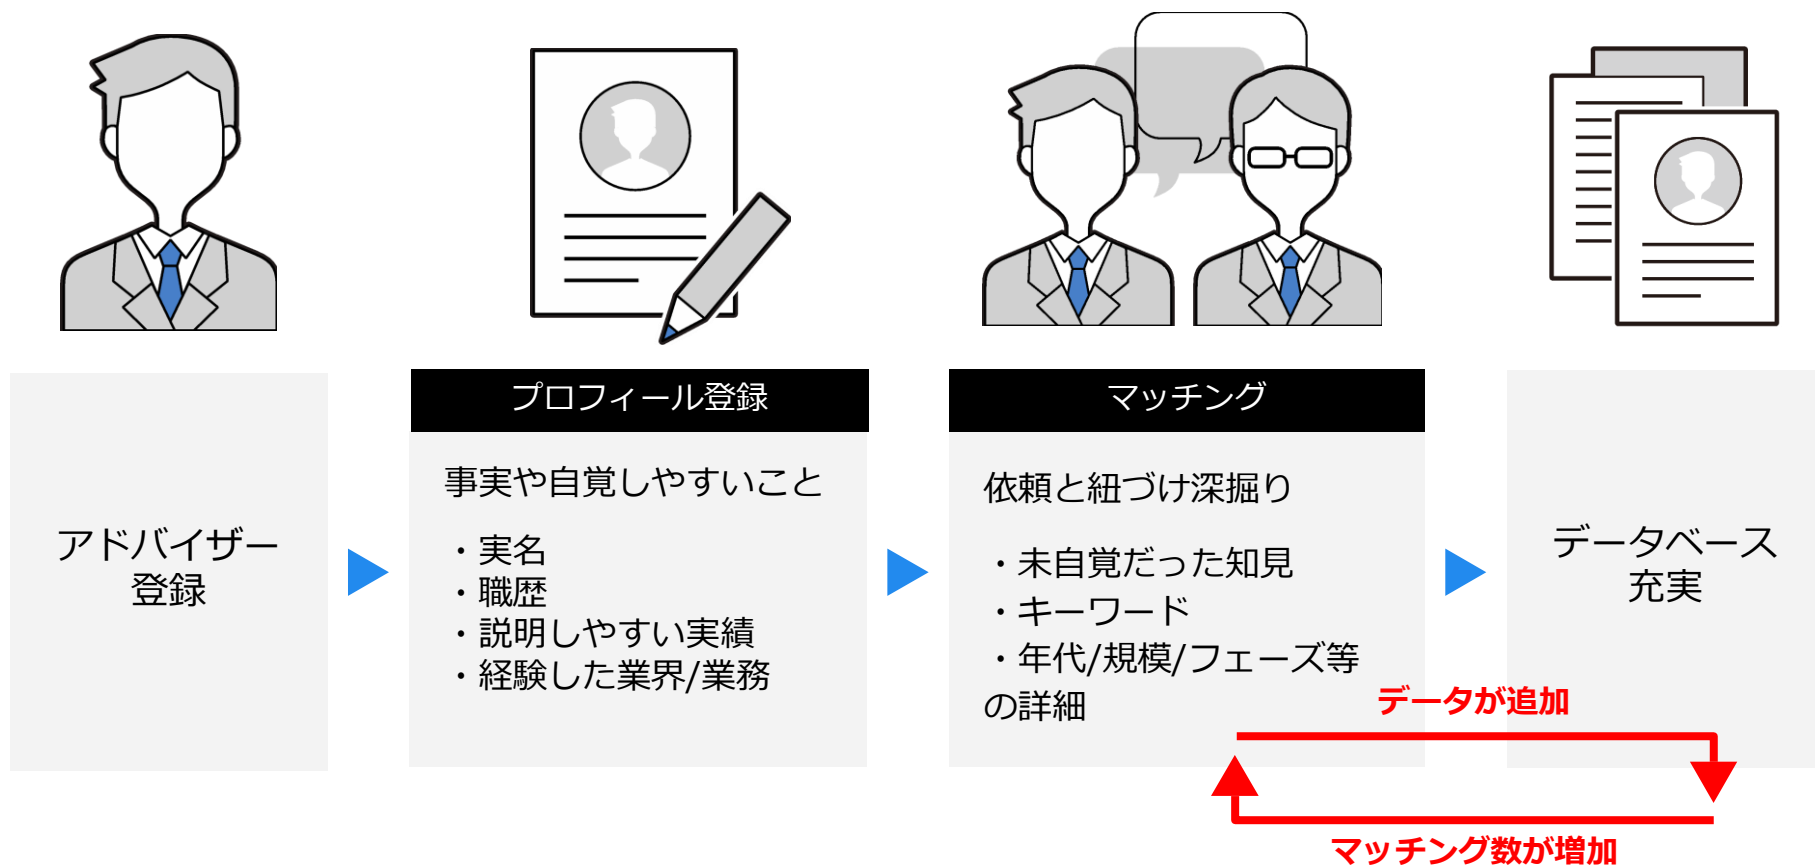 アドバイザー
登録
プロフィール登録
事実や自覚しやすいこと
・実名
・職歴
・説明しやすい実績
・経験した業界/業務
マッチング
依頼と紐づけ深掘り
・未自覚だった知見
・キーワード
・年代/規模/フェーズ等
の詳細
データベース
充実
データが追加
マッチング数が増加